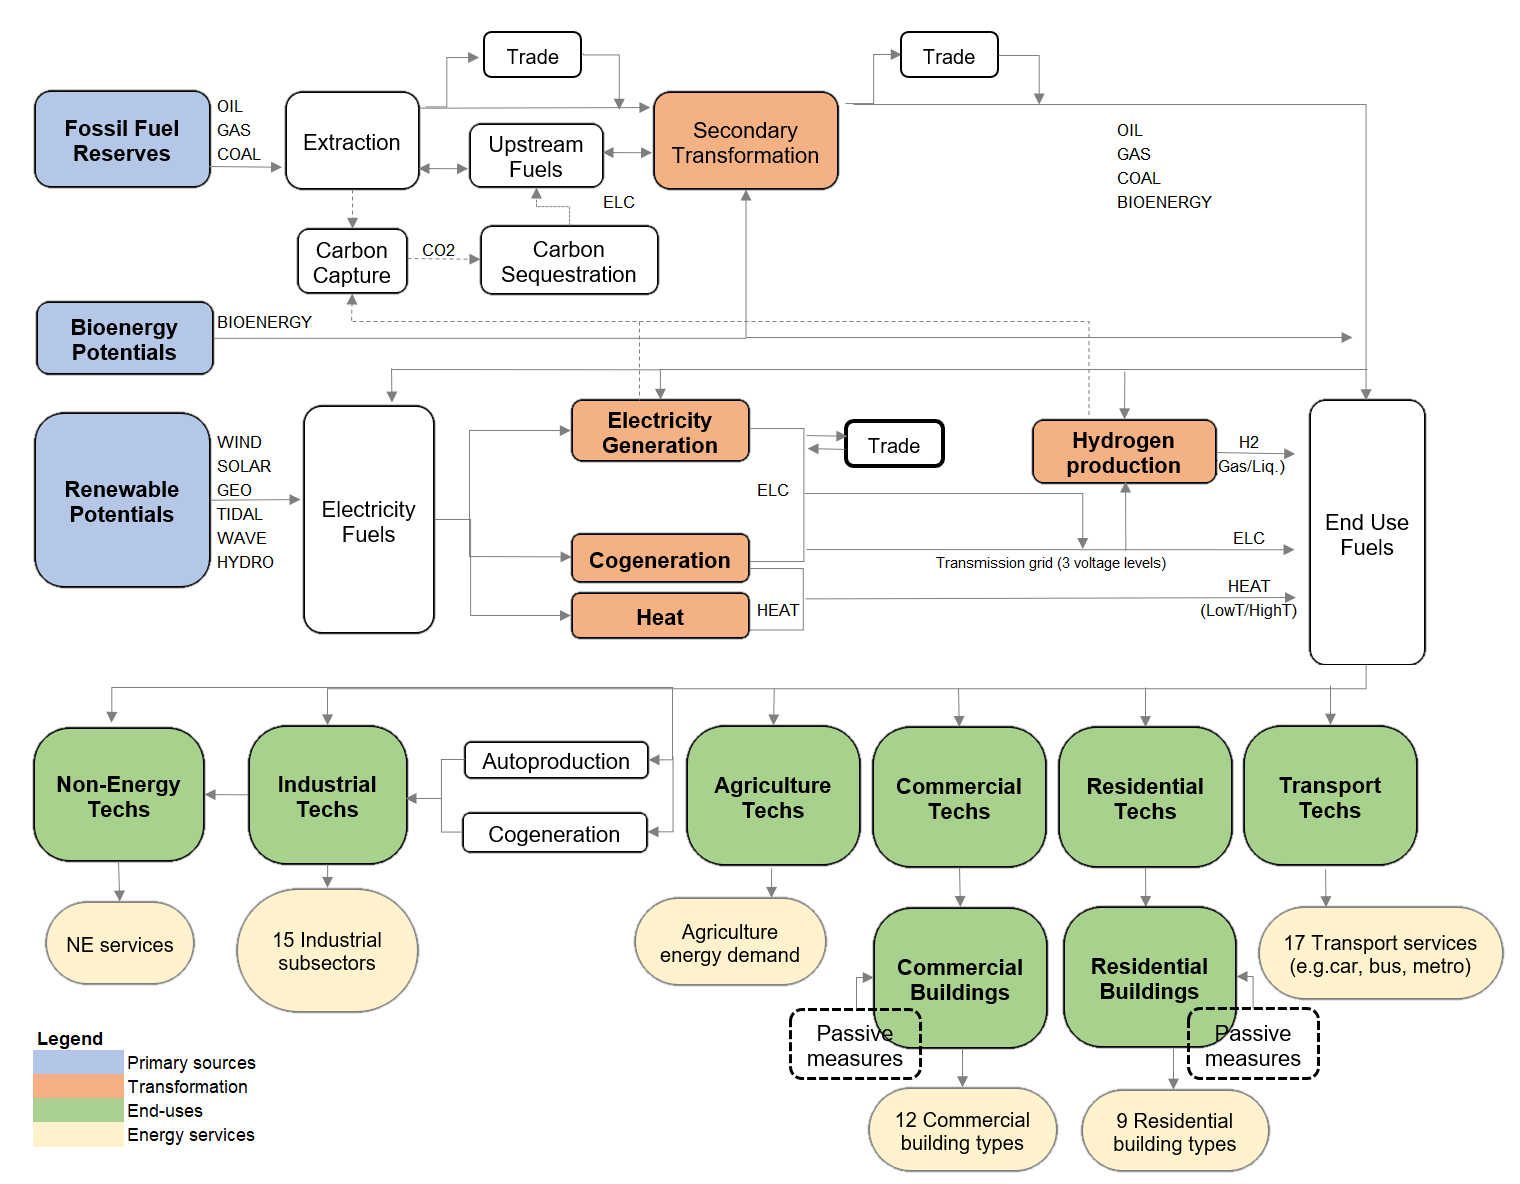 Trade
Trade
Fossil Fuel
Reserves
OIL
GAS
COAL
Extraction
Upstream
Fuels
Secondary
Transformation
OIL
GAS
COAL
BIOENERGY
ELC
Carbon
Capture
CO2
Carbon
Sequestration
Bioenergy
Potentials
BIOENERGY
Renewable
Potentials
WIND
SOLAR
GEO
TIDAL
WAVE
HYDRO
Electricity
Fuels
Electricity
Generation
Trade
ELC
Cogeneration
Heat
HEAT
Hydrogen
production
H2
(Gas/Liq.)
ELC
Transmission grid (3 voltage levels)
HEAT
(LowT/HighT)
End Use
Fuels
Non-Energy
Techs
Industrial
Techs
Autoproduction
Cogeneration
Agriculture
Techs
Commercial
Techs
Residential
Techs
Transport
Techs
NE services
15 Industrial
subsectors
Agriculture
energy demand
Commercial
Buildings
Residential
Buildings
17 Transport services
(e.g.car, bus, metro)
Passive
measures
Passive
measures
12 Commercial
building types
9 Residential
building types
Legend
Primary sources
Transformation
End-uses
Energy services